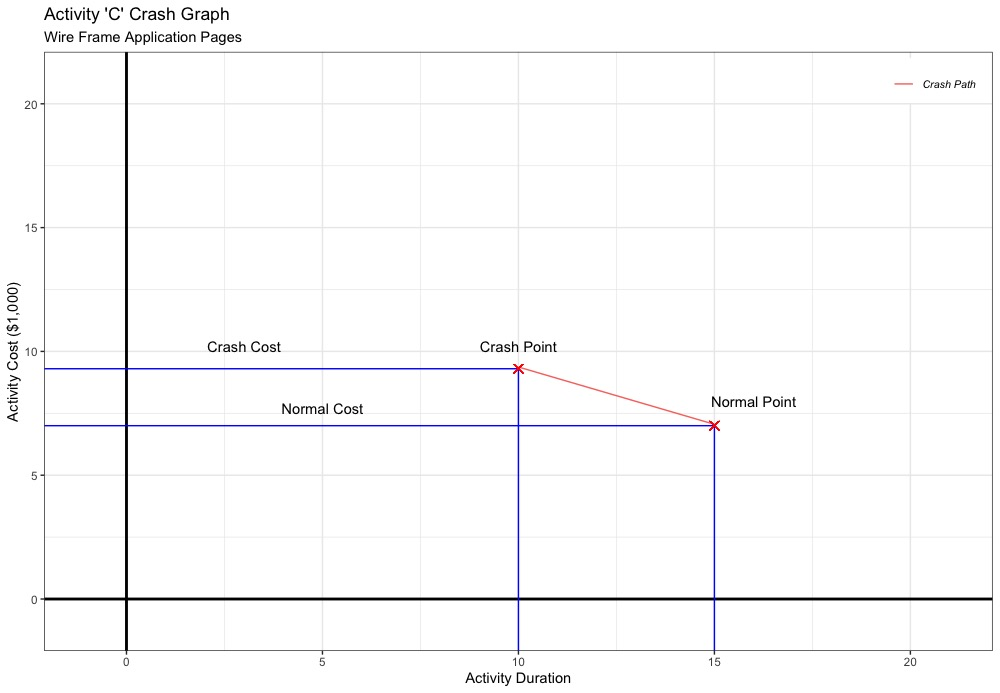 Activity 'C' Crash Graph
Wire Frame Application Pages
Crash Path
20
15
10
5
0
Activity Cost ($1,000)
Crash Cost
Crash Point
Normal Cost
Normal Point
0
5
10
15
20
Activity Duration